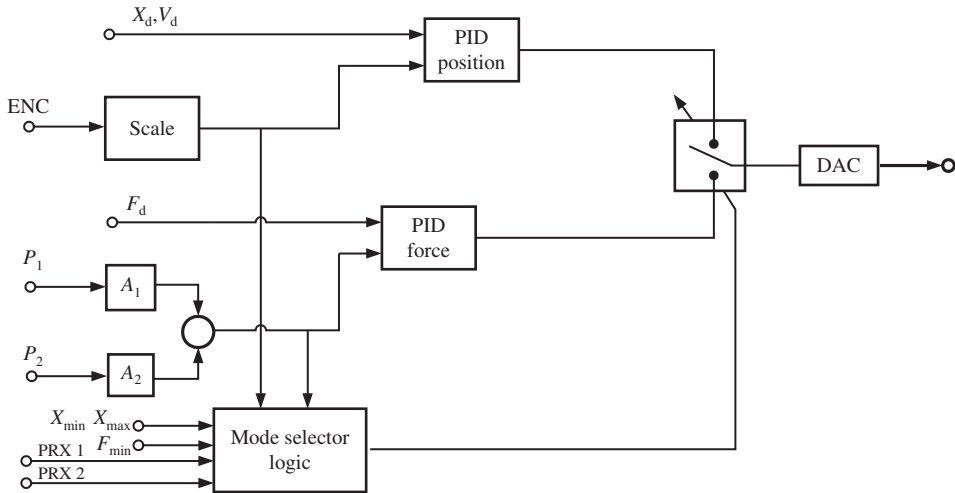 X_d, V_d
PID
position
ENC
Scale
DAC
F_d
PID
force
P_1
A_1
P_2
A_2
X_min X_max
F_min
PRX 1
PRX 2
Mode selector
logic